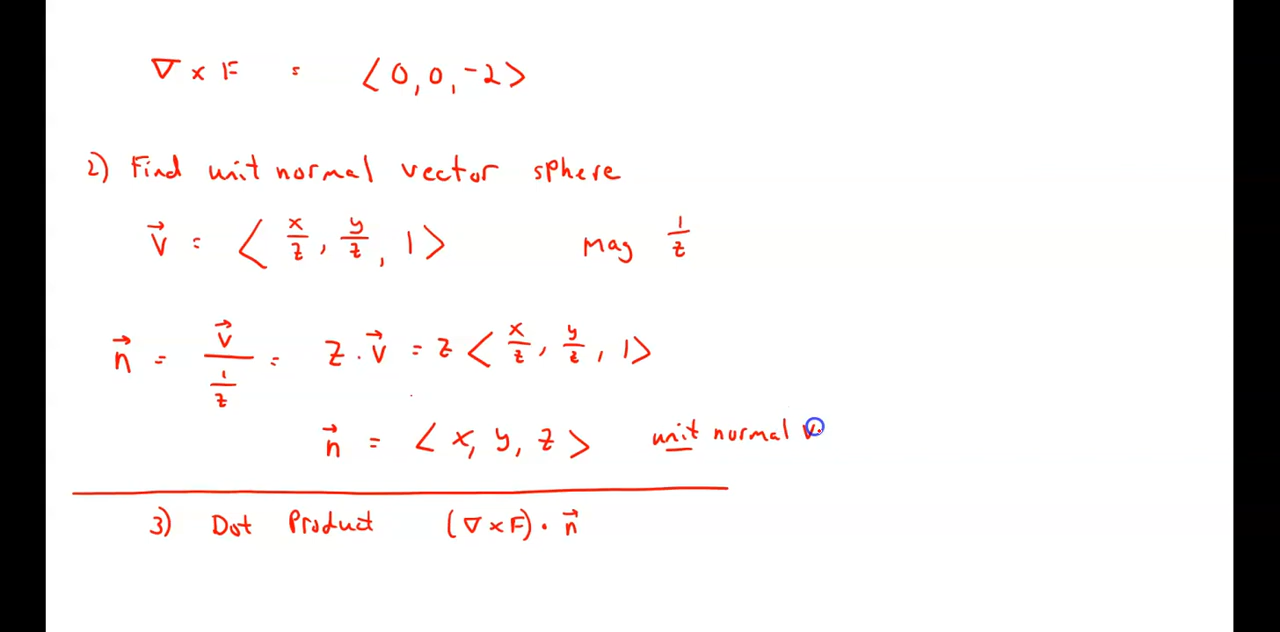 ∇ × F = ⟨0, 0, -2⟩
2) Find unit normal vector sphere
v⃗ = ⟨x/z, y/z, 1⟩ Mag 1/z
n⃗ = v⃗/(1/z) = z · v⃗ = z⟨x/z, y/z, 1⟩
n⃗ = ⟨x, y, z⟩ unit normal v
3) Dot Product (∇ × F) · n⃗